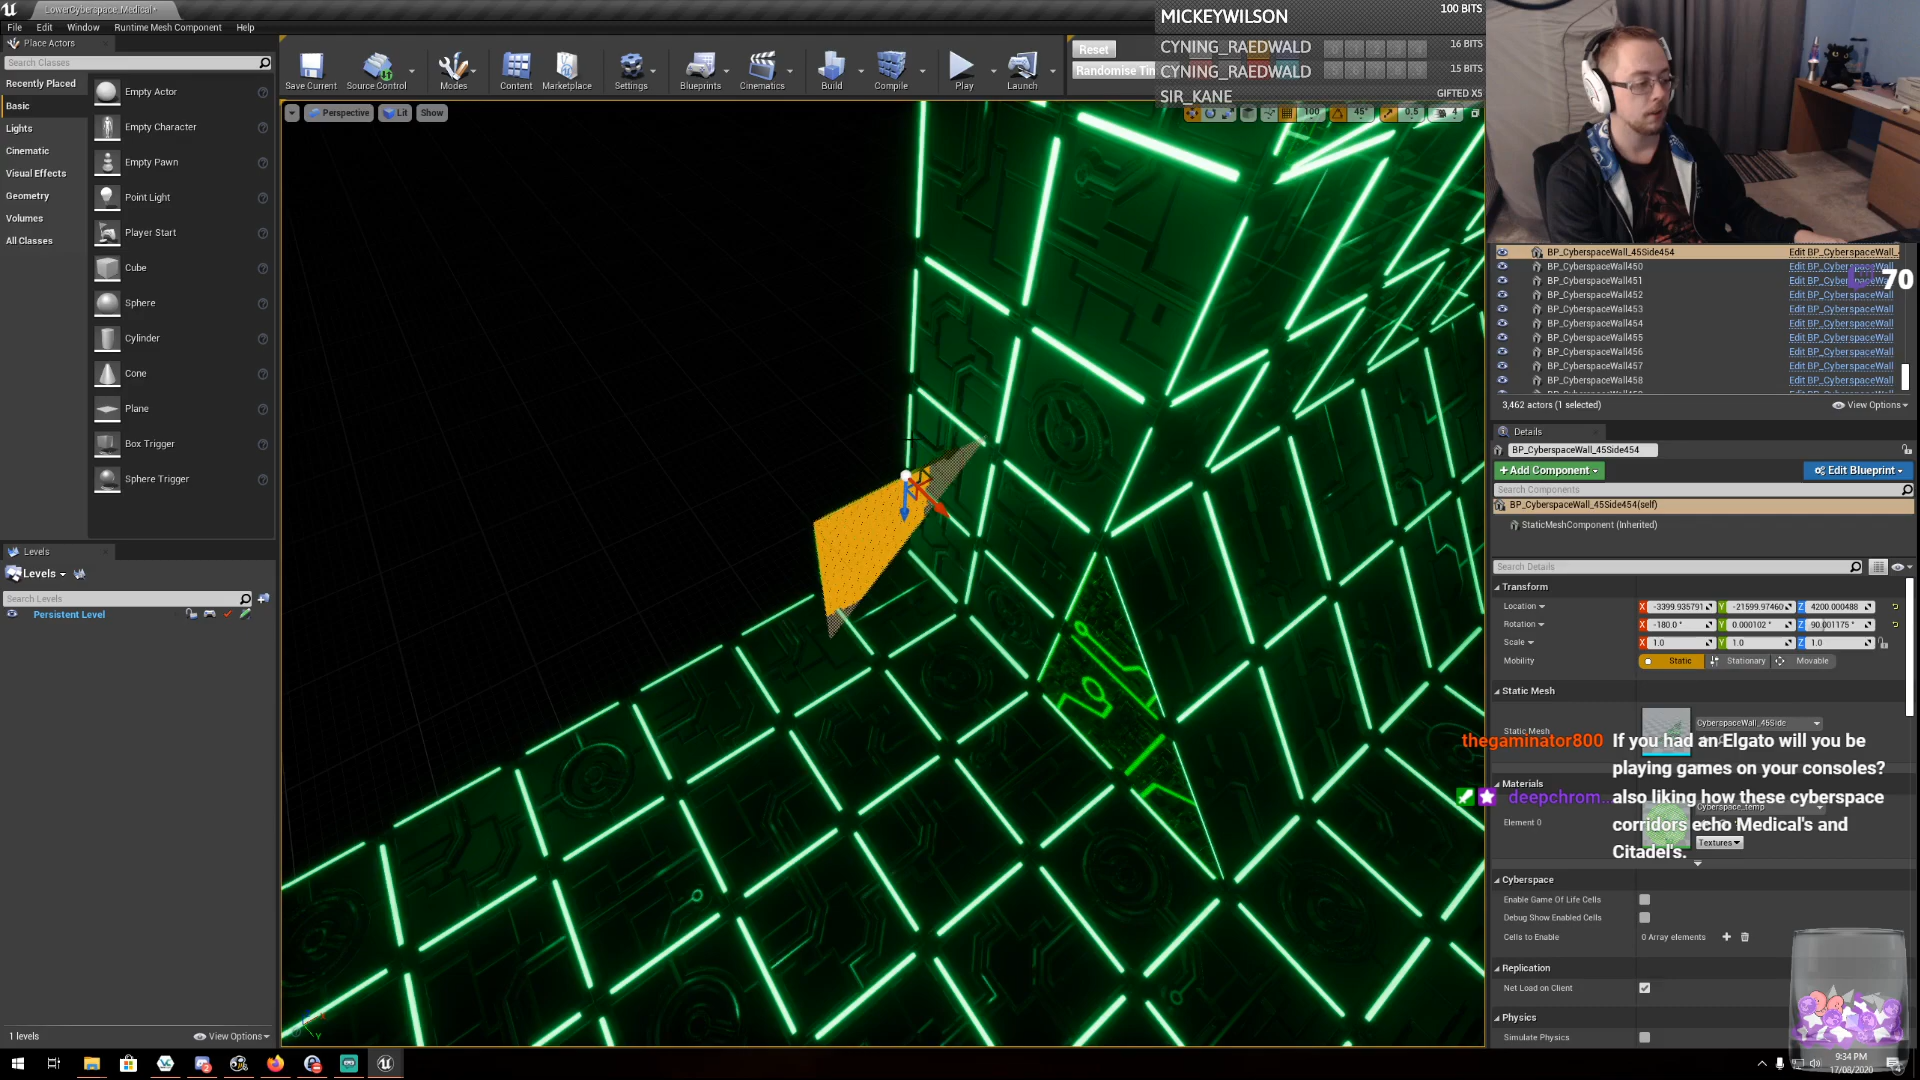 LowerCyberspace_Medical*
File Edit Window Runtime Mesh Component Help
Place Actors
Search Classes
Recently Placed
Basic
Lights
Cinematic
Visual Effects
Geometry
Volumes
All Classes
Empty Actor
Empty Character
Empty Pawn
Point Light
Player Start
Cube
Sphere
Cylinder
Cone
Plane
Box Trigger
Sphere Trigger
Levels
Levels
Search Levels
Persistent Level
1 levels
View Options
Save Current
Source Control
Modes
Content
Marketplace
Settings
Blueprints
Cinematics
Build
Compile
Play
Launch
Reset
Randomise Tin
Perspective
Lit
Show
100
45°
0.5
4
MICKEYWILSON 100 BITS
CYNING_RAEDWALD 16 BITS
CYNING_RAEDWALD 15 BITS
SIR_KANE GIFTED X5
70
BP_CyberspaceWall_45Side454 Edit BP_CyberspaceWall_
BP_CyberspaceWall450 Edit BP_CyberspaceWall
BP_CyberspaceWall451 Edit BP_CyberspaceWall
BP_CyberspaceWall452 Edit BP_CyberspaceWall
BP_CyberspaceWall453 Edit BP_CyberspaceWall
BP_CyberspaceWall454 Edit BP_CyberspaceWall
BP_CyberspaceWall455 Edit BP_CyberspaceWall
BP_CyberspaceWall456 Edit BP_CyberspaceWall
BP_CyberspaceWall457 Edit BP_CyberspaceWall
BP_CyberspaceWall458 Edit BP_CyberspaceWall
3,462 actors (1 selected)
View Options
Details
BP_CyberspaceWall_45Side454
+Add Component
Edit Blueprint
Search Components
BP_CyberspaceWall_45Side454(self)
StaticMeshComponent (Inherited)
Search Details
Transform
Location X -3399.935791 Y -21599.97460 Z 4200.000488
Rotation X -180.0 ° Y 0.000102 ° Z 90.001175 °
Scale X 1.0 Y 1.0 Z 1.0
Mobility Static Stationary Movable
Static Mesh
Static Mesh CyberspaceWall_45Side
thegaminator800 If you had an Elgato will you be
playing games on your consoles?
Materials
deepchrom... also liking how these cyberspace
corridors echo Medical's and
Citadel's.
Cyberspace_temp
Element 0
Textures
Cyberspace
Enable Game Of Life Cells
Debug Show Enabled Cells
Cells to Enable 0 Array elements
Replication
Net Load on Client
Physics
Simulate Physics
9:34 PM
17/08/2020